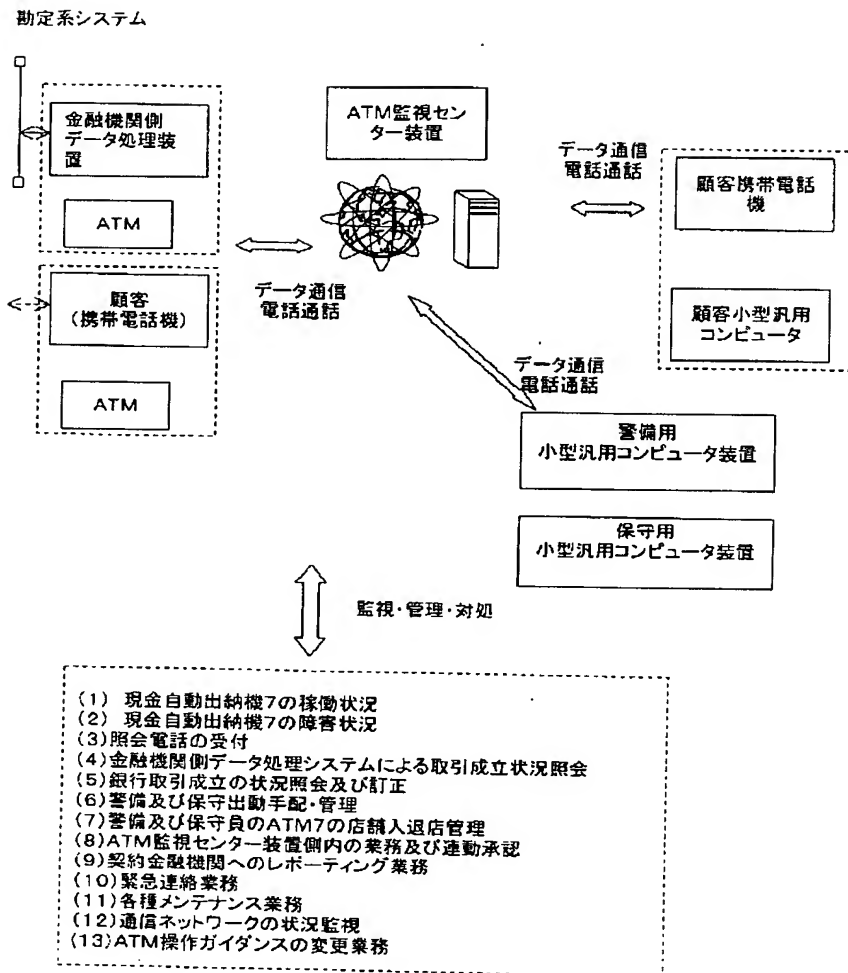 勘定系システム
金融機関側
データ処理装
置
ATM
顧客
(携帯電話機)
ATM
データ通信
電話通話
ATM監視セン
ター装置
データ通信
電話通話
顧客携帯電話
機
顧客小型汎用
コンピュータ
データ通信
電話通話
警備用
小型汎用コンピュータ装置
保守用
小型汎用コンピュータ装置
監視・管理・対処
(1) 現金自動出納機7の稼働状況
(2) 現金自動出納機7の障害状況
(3)照会電話の受付
(4)金融機関側データ処理システムによる取引成立状況照会
(5)銀行取引成立の状況照会及び訂正
(6)警備及び保守出動手配・管理
(7)警備及び保守員のATM7の店舗入退店管理
(8)ATM監視センター装置側内の業務及び連動承認
(9)契約金融機関へのレポーティング業務
(10)緊急連絡業務
(11)各種メンテナンス業務
(12)通信ネットワークの状況監視
(13)ATM操作ガイダンスの変更業務